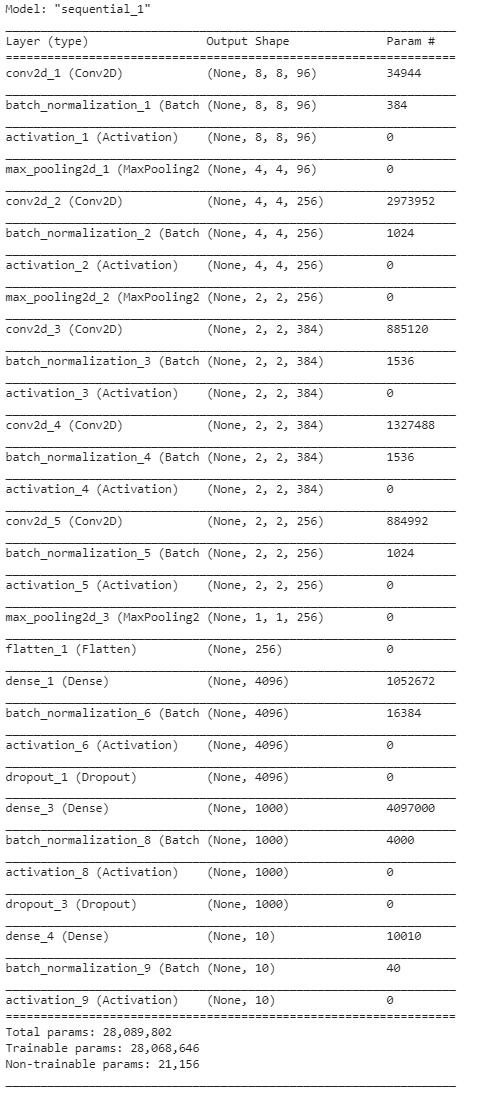 Model: "sequential_1"
Layer (type) Output Shape Param #
conv2d_1 (Conv2D) (None, 8, 8, 96) 34944
batch_normalization_1 (Batch (None, 8, 8, 96) 384
activation_1 (Activation) (None, 8, 8, 96) 0
max_pooling2d_1 (MaxPooling2 (None, 4, 4, 96) 0
conv2d_2 (Conv2D) (None, 4, 4, 256) 2973952
batch_normalization_2 (Batch (None, 4, 4, 256) 1024
activation_2 (Activation) (None, 4, 4, 256) 0
max_pooling2d_2 (MaxPooling2 (None, 2, 2, 256) 0
conv2d_3 (Conv2D) (None, 2, 2, 384) 885120
batch_normalization_3 (Batch (None, 2, 2, 384) 1536
activation_3 (Activation) (None, 2, 2, 384) 0
conv2d_4 (Conv2D) (None, 2, 2, 384) 1327488
batch_normalization_4 (Batch (None, 2, 2, 384) 1536
activation_4 (Activation) (None, 2, 2, 384) 0
conv2d_5 (Conv2D) (None, 2, 2, 256) 884992
batch_normalization_5 (Batch (None, 2, 2, 256) 1024
activation_5 (Activation) (None, 2, 2, 256) 0
max_pooling2d_3 (MaxPooling2 (None, 1, 1, 256) 0
flatten_1 (Flatten) (None, 256) 0
dense_1 (Dense) (None, 4096) 1052672
batch_normalization_6 (Batch (None, 4096) 16384
activation_6 (Activation) (None, 4096) 0
dropout_1 (Dropout) (None, 4096) 0
dense_3 (Dense) (None, 1000) 4097000
batch_normalization_8 (Batch (None, 1000) 4000
activation_8 (Activation) (None, 1000) 0
dropout_3 (Dropout) (None, 1000) 0
dense_4 (Dense) (None, 10) 10010
batch_normalization_9 (Batch (None, 10) 40
activation_9 (Activation) (None, 10) 0
Total params: 28,089,802
Trainable params: 28,068,646
Non-trainable params: 21,156